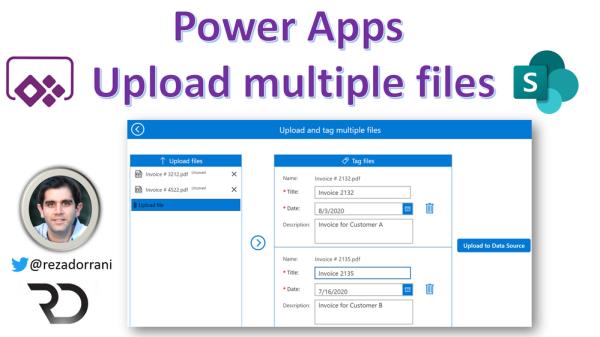 Power Apps
Upload multiple files
S
Upload and tag multiple files
↑ Upload files
Invoice # 3212.pdf Unsaved X
Invoice # 4522.pdf Unsaved X
Upload file
Tag files
Name: Invoice # 2132.pdf
* Title: Invoice 2132
* Date: 8/3/2020
Description: Invoice for Customer A
Name: Invoice # 2135.pdf
* Title: Invoice 2135
* Date: 7/16/2020
Description: Invoice for Customer B
Upload to Data Source
@rezadorrani
RD